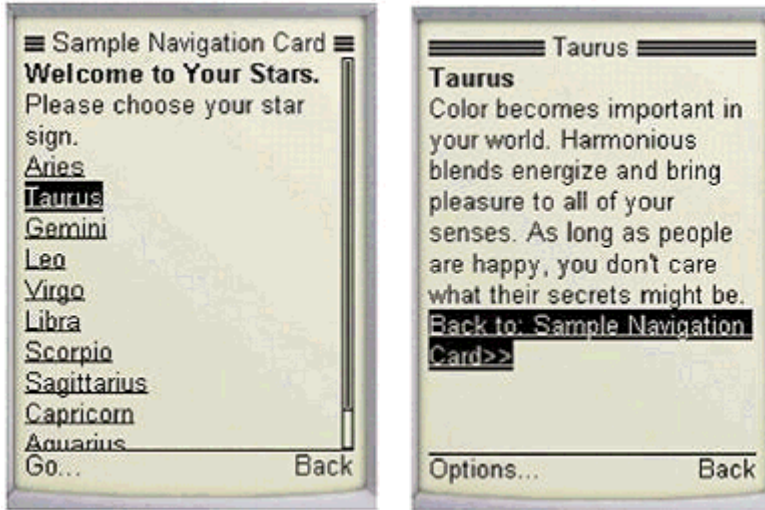 Sample Navigation Card
Welcome to Your Stars.
Please choose your star
sign.
Aries
Taurus
Gemini
Leo
Virgo
Libra
Scorpio
Sagittarius
Capricorn
Aquarius
Go... Back
Taurus
Taurus
Color becomes important in
your world. Harmonious
blends energize and bring
pleasure to all of your
senses. As long as people
are happy, you don't care
what their secrets might be.
Back to: Sample Navigation
Card>>
Options... Back